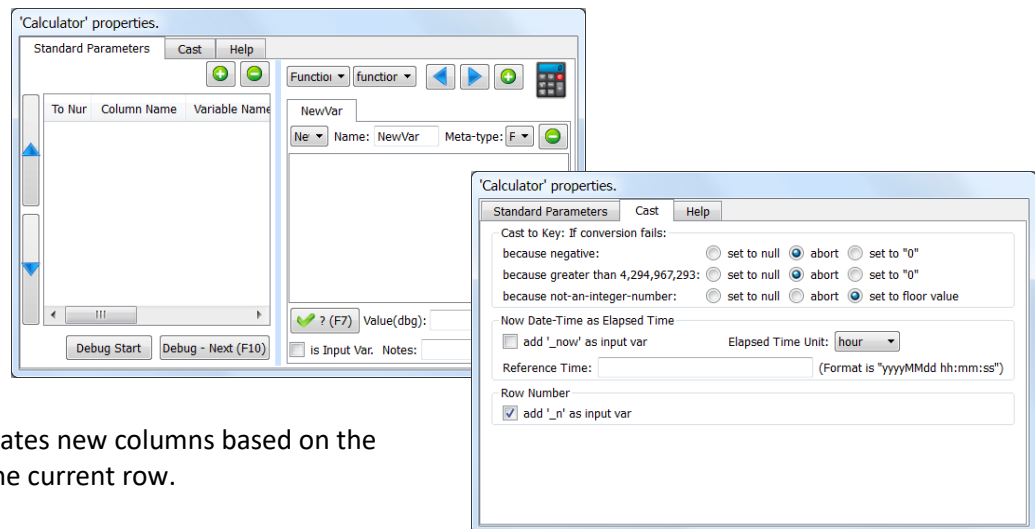 'Calculator' properties.
Standard Parameters Cast Help
Functioı functior
To Nur Column Name Variable Name
NewVar
Ne Name: NewVar Meta-type: F
? (F7) Value(dbg):
Debug Start Debug - Next (F10)
is Input Var. Notes:
'Calculator' properties.
Standard Parameters Cast Help
Cast to Key: If conversion fails:
because negative: set to null abort set to "0"
because greater than 4,294,967,293: set to null abort set to "0"
because not-an-integer-number: set to null abort set to floor value
Now Date-Time as Elapsed Time
add '_now' as input var Elapsed Time Unit: hour
Reference Time: (Format is "yyyyMMdd hh:mm:ss")
Row Number
add '_n' as input var
ates new columns based on the
he current row.